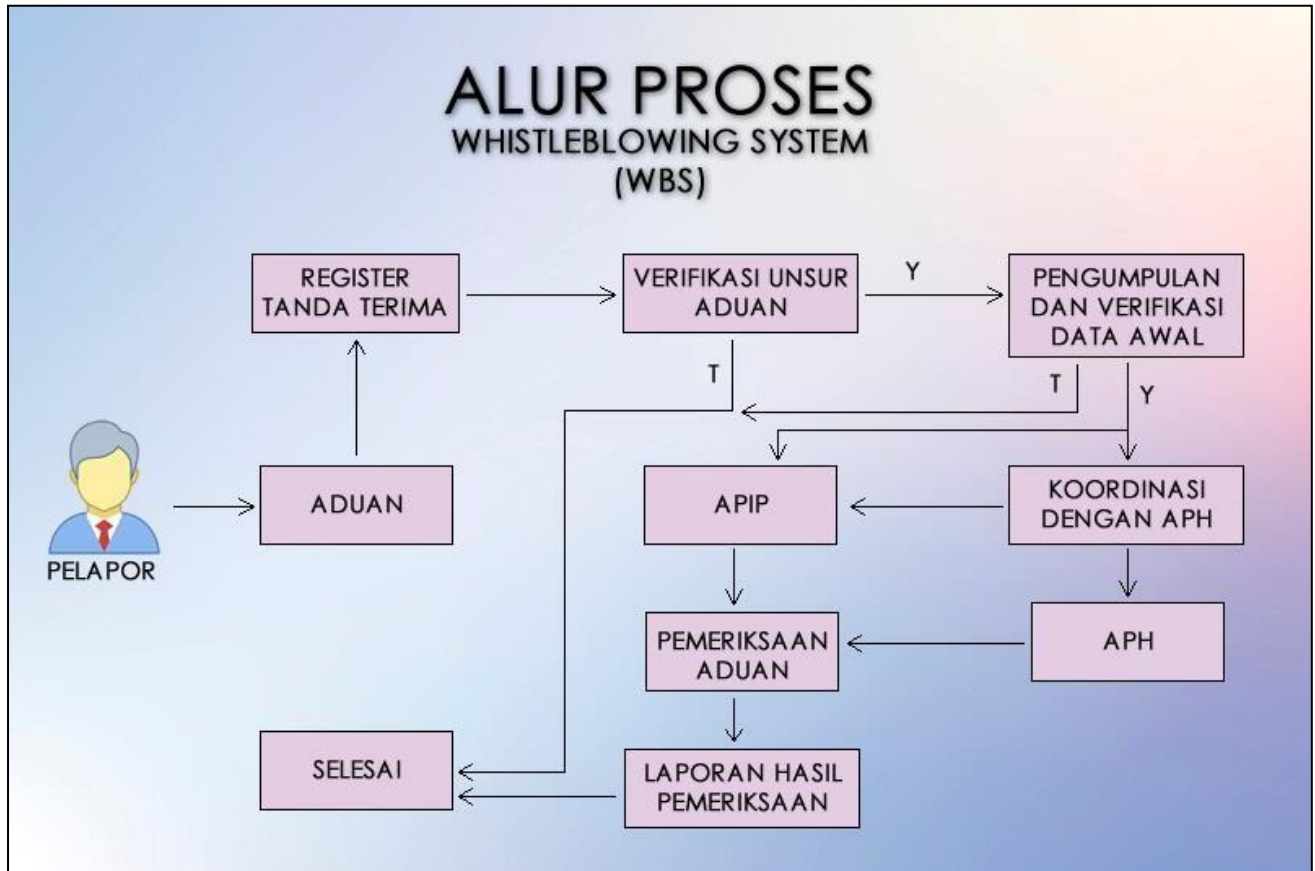 ALUR PROSES
WHISTLEBLOWING SYSTEM
(WBS)
REGISTER
TANDA TERIMA
VERIFIKASI UNSUR
ADUAN
Y
PENGUMPULAN
DAN VERIFIKASI
DATA AWAL
T
T
Y
PELAPOR
ADUAN
APIP
KOORDINASI
DENGAN APH
PEMERIKSAAN
ADUAN
APH
SELESAI
LAPORAN HASIL
PEMERIKSAAN